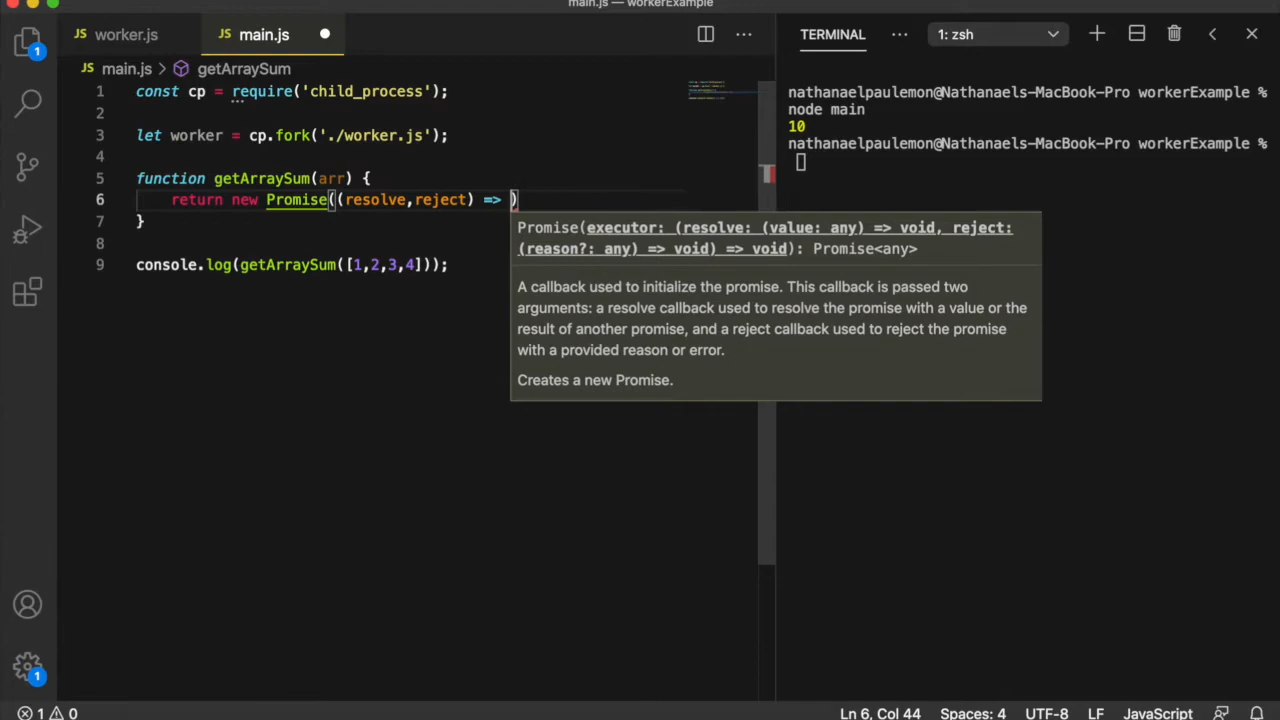 main.js — workerExample
JS worker.js
JS main.js
JS main.js > getArraySum
1 const cp = require('child_process');
2
3 let worker = cp.fork('./worker.js');
4
5 function getArraySum(arr) {
6 return new Promise((resolve,reject) => )
7 }
8
9 console.log(getArraySum([1,2,3,4]));
Promise(executor: (resolve: (value: any) => void, reject:
(reason?: any) => void) => void): Promise<any>
A callback used to initialize the promise. This callback is passed two
arguments: a resolve callback used to resolve the promise with a value or the
result of another promise, and a reject callback used to reject the promise
with a provided reason or error.
Creates a new Promise.
TERMINAL
1: zsh
nathanaelpaulemon@Nathanaels-MacBook-Pro workerExample %
node main
10
nathanaelpaulemon@Nathanaels-MacBook-Pro workerExample %
1
1
1 0
Ln 6, Col 44
Spaces: 4
UTF-8
LF
JavaScript